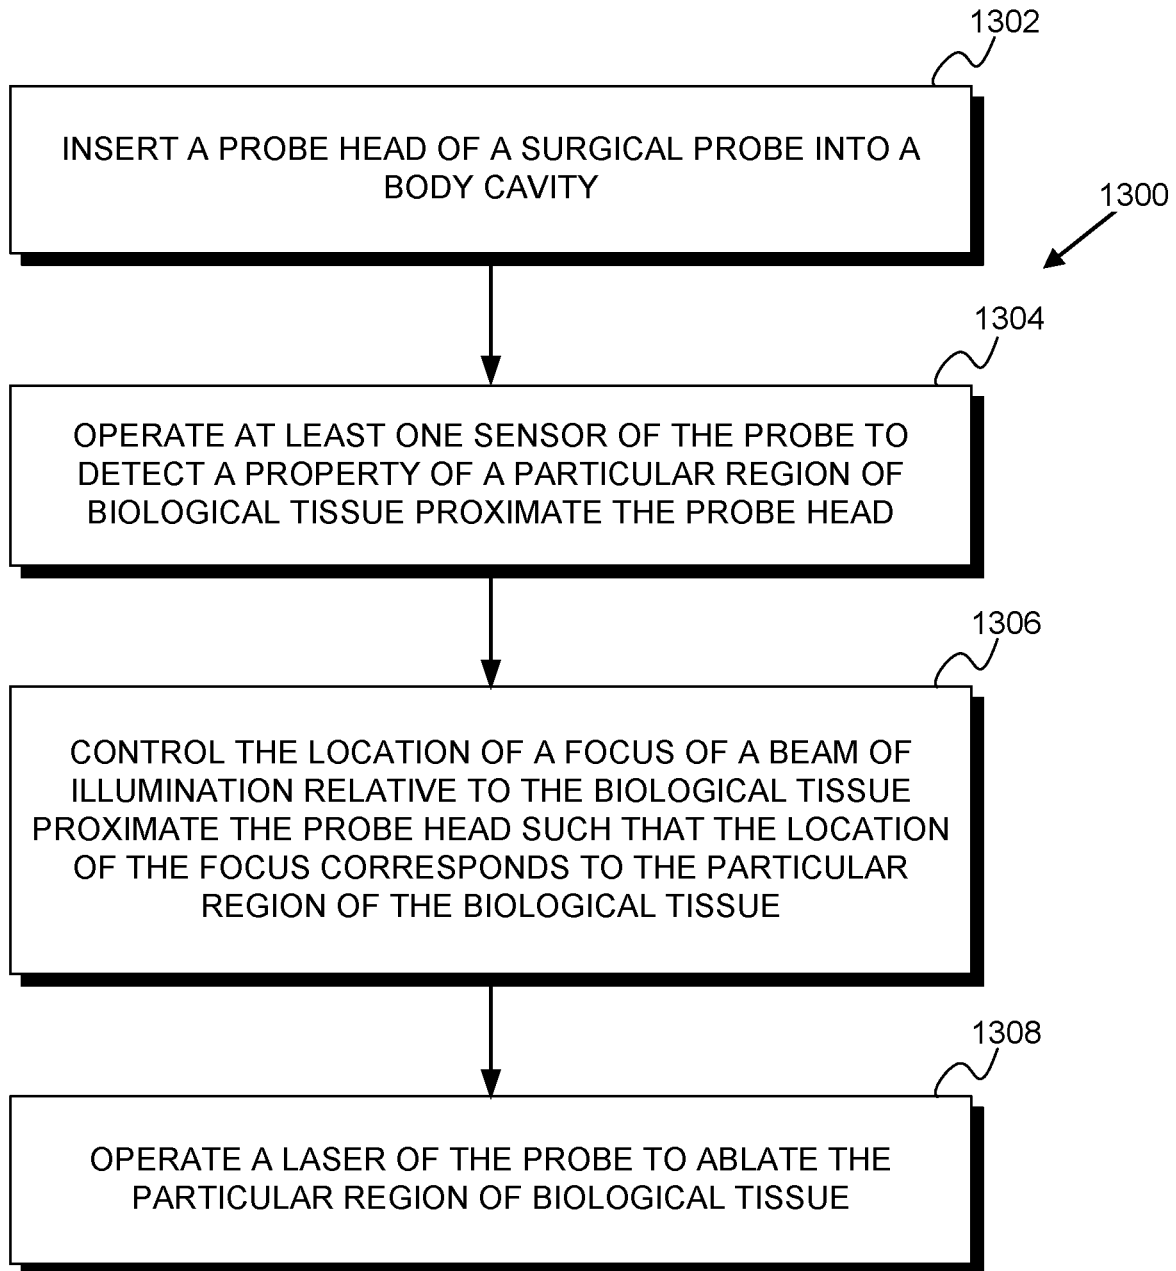 1302
INSERT A PROBE HEAD OF A SURGICAL PROBE INTO A
BODY CAVITY
1300
1304
OPERATE AT LEAST ONE SENSOR OF THE PROBE TO
DETECT A PROPERTY OF A PARTICULAR REGION OF
BIOLOGICAL TISSUE PROXIMATE THE PROBE HEAD
1306
CONTROL THE LOCATION OF A FOCUS OF A BEAM OF
ILLUMINATION RELATIVE TO THE BIOLOGICAL TISSUE
PROXIMATE THE PROBE HEAD SUCH THAT THE LOCATION
OF THE FOCUS CORRESPONDS TO THE PARTICULAR
REGION OF THE BIOLOGICAL TISSUE
1308
OPERATE A LASER OF THE PROBE TO ABLATE THE
PARTICULAR REGION OF BIOLOGICAL TISSUE